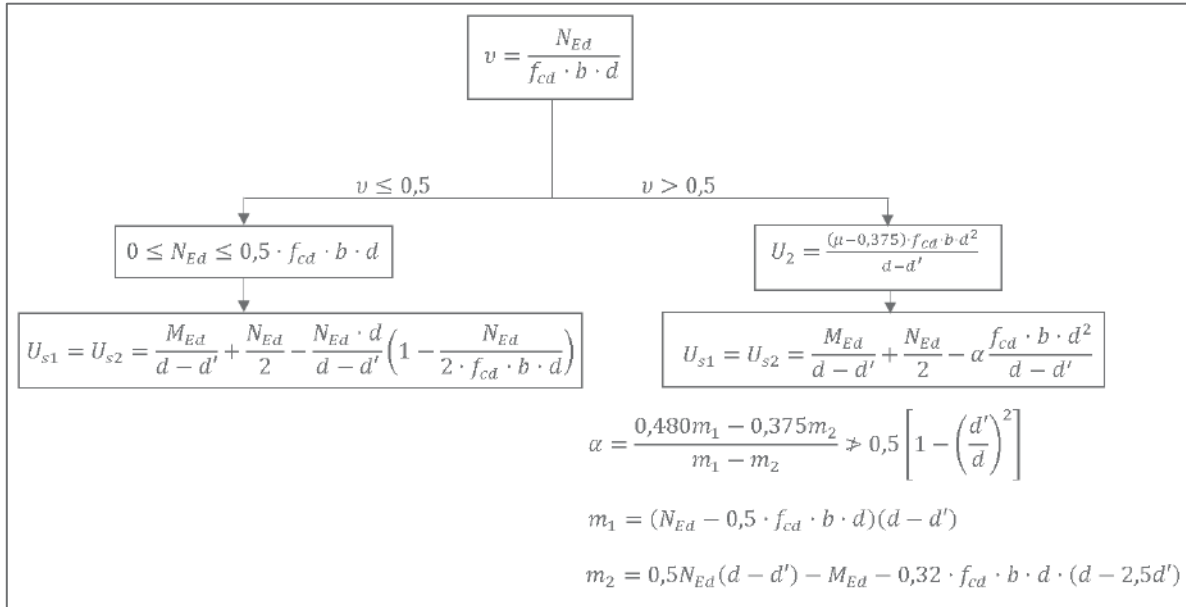 υ = N_Ed / (f_cd · b · d)
υ ≤ 0,5
υ > 0,5
0 ≤ N_Ed ≤ 0,5 · f_cd · b · d
U_2 = ((μ−0,375)·f_cd·b·d²) / (d−d′)
U_s1 = U_s2 = M_Ed / (d − d′) + N_Ed / 2 − (N_Ed · d) / (d − d′) (1 − N_Ed / (2 · f_cd · b · d))
U_s1 = U_s2 = M_Ed / (d − d′) + N_Ed / 2 − α (f_cd · b · d²) / (d − d′)
α = (0,480m_1 − 0,375m_2) / (m_1 − m_2) ≯ 0,5 [1 − (d′/d)²]
m_1 = (N_Ed − 0,5 · f_cd · b · d)(d − d′)
m_2 = 0,5N_Ed(d − d′) − M_Ed − 0,32 · f_cd · b · d · (d − 2,5d′)